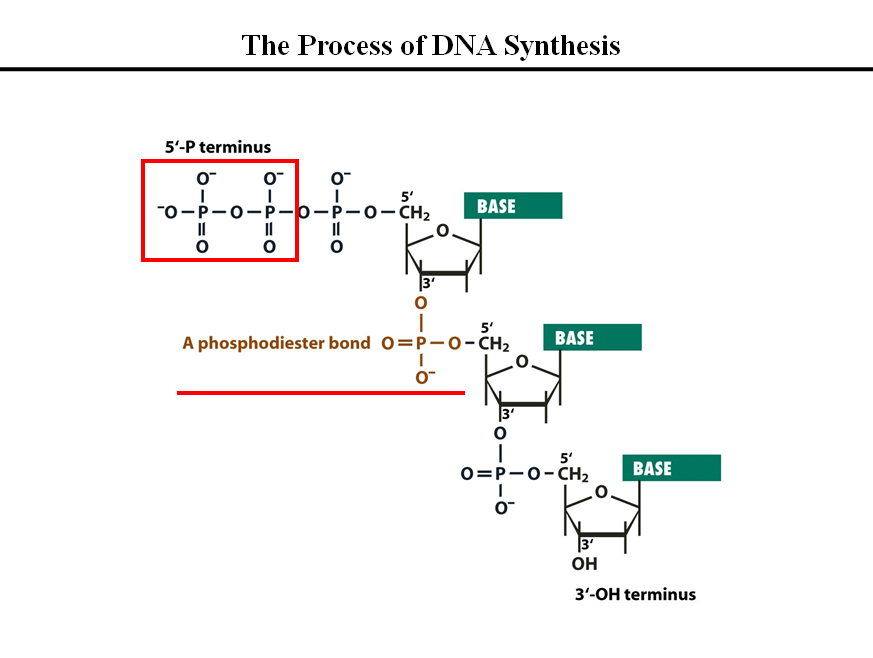 The Process of DNA Synthesis
5‘-P terminus
O⁻ O⁻ O⁻
⁻O–P–O–P–O–P–O–CH₂ 5‘ BASE
O O O
O
3‘
O
A phosphodiester bond O=P–O–CH₂ 5‘ BASE
O⁻
O
3‘
O
O=P–O–CH₂ 5‘ BASE
O⁻
O
3‘
OH
3‘-OH terminus